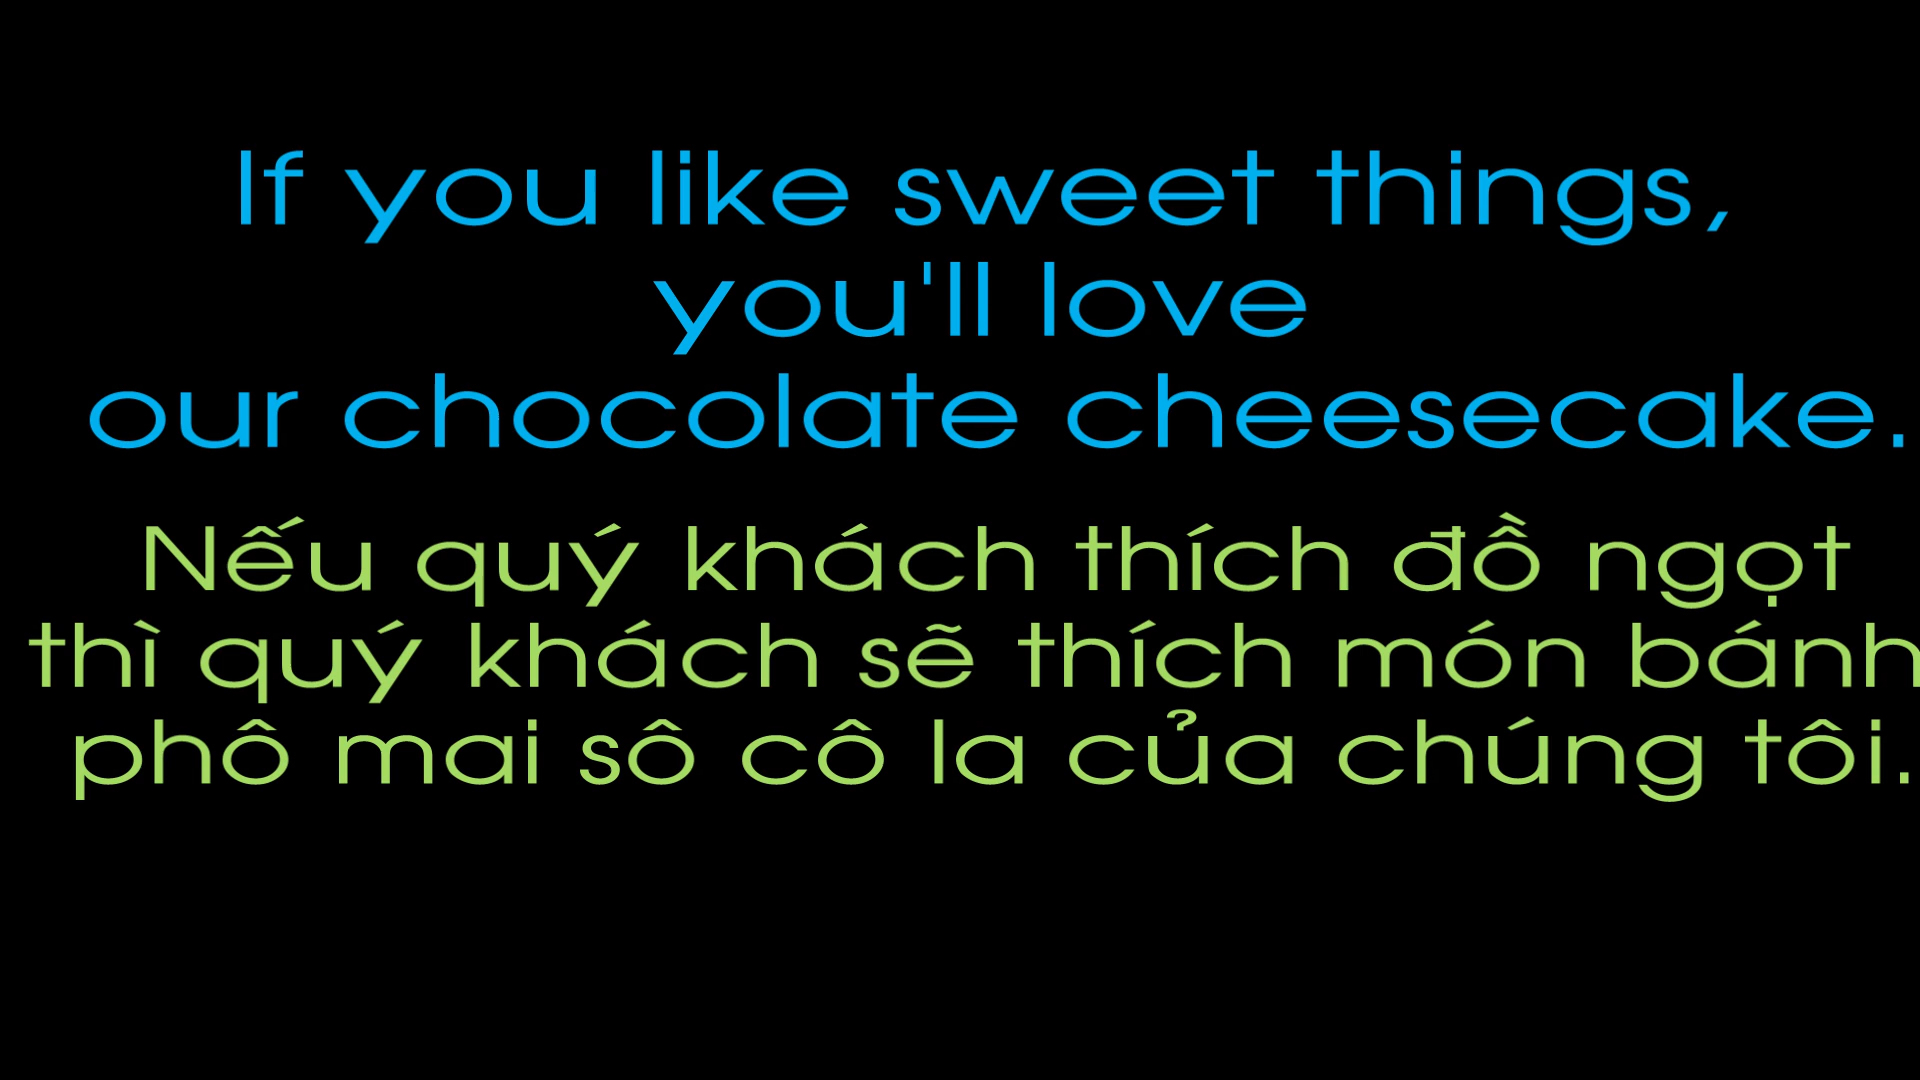 If you like sweet things,
you'll love
our chocolate cheesecake.
Nếu quý khách thích đồ ngọt
thì quý khách sẽ thích món bánh
phô mai sô cô la của chúng tôi.